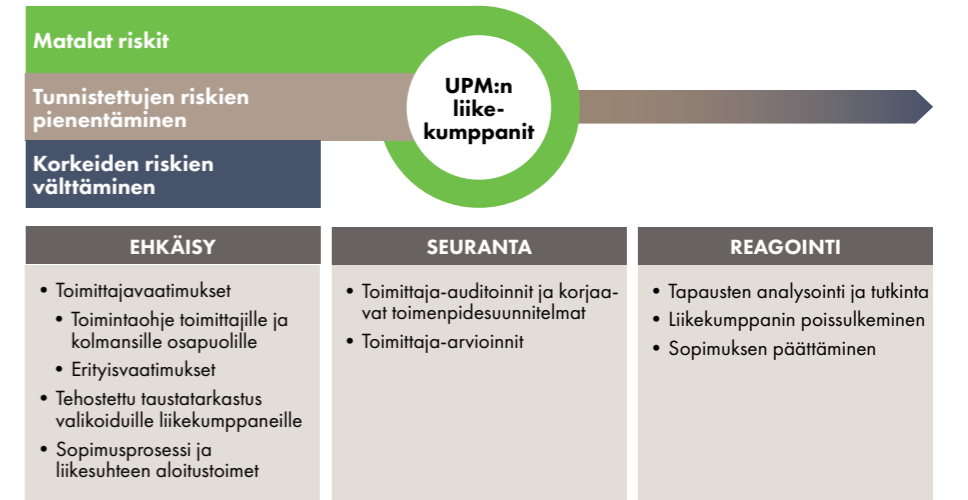 Matalat riskit
Tunnistettujen riskien
pienentäminen
Korkeiden riskien
välttäminen
UPM:n
liike-
kumppanit
EHKÄISY
• Toimittajavaatimukset
• Toimintaohje toimittajille ja
kolmansille osapuolille
• Erityisvaatimukset
• Tehostettu taustatarkastus
valikoiduille liikekumppaneille
• Sopimusprosessi ja
liikesuhteen aloitustoimet
SEURANTA
• Toimittaja-auditoinnit ja korjaa-
vat toimenpidesuunnitelmat
• Toimittaja-arvioinnit
REAGOINTI
• Tapausten analysointi ja tutkinta
• Liikekumppanin poissulkeminen
• Sopimuksen päättäminen